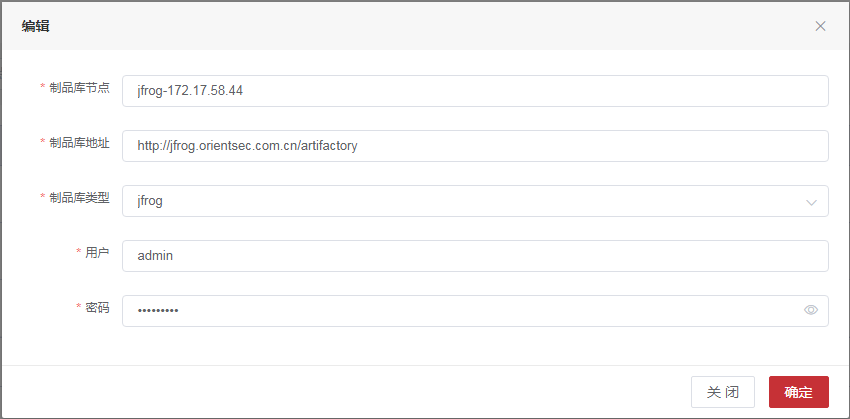 编辑
* 制品库节点 jfrog-172.17.58.44
* 制品库地址 http://jfrog.orientsec.com.cn/artifactory
* 制品库类型 jfrog
* 用户 admin
* 密码 •••••••••
关 闭 确定